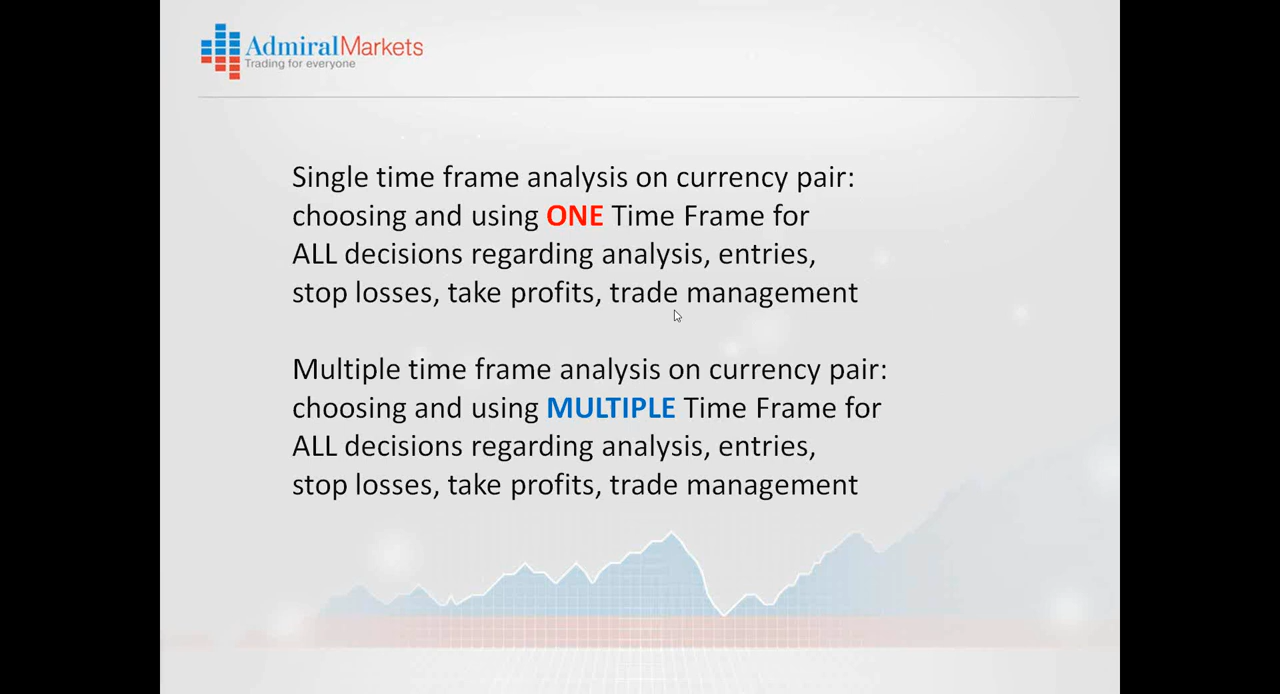 AdmiralMarkets
Trading for everyone
Single time frame analysis on currency pair:
choosing and using ONE Time Frame for
ALL decisions regarding analysis, entries,
stop losses, take profits, trade management
Multiple time frame analysis on currency pair:
choosing and using MULTIPLE Time Frame for
ALL decisions regarding analysis, entries,
stop losses, take profits, trade management